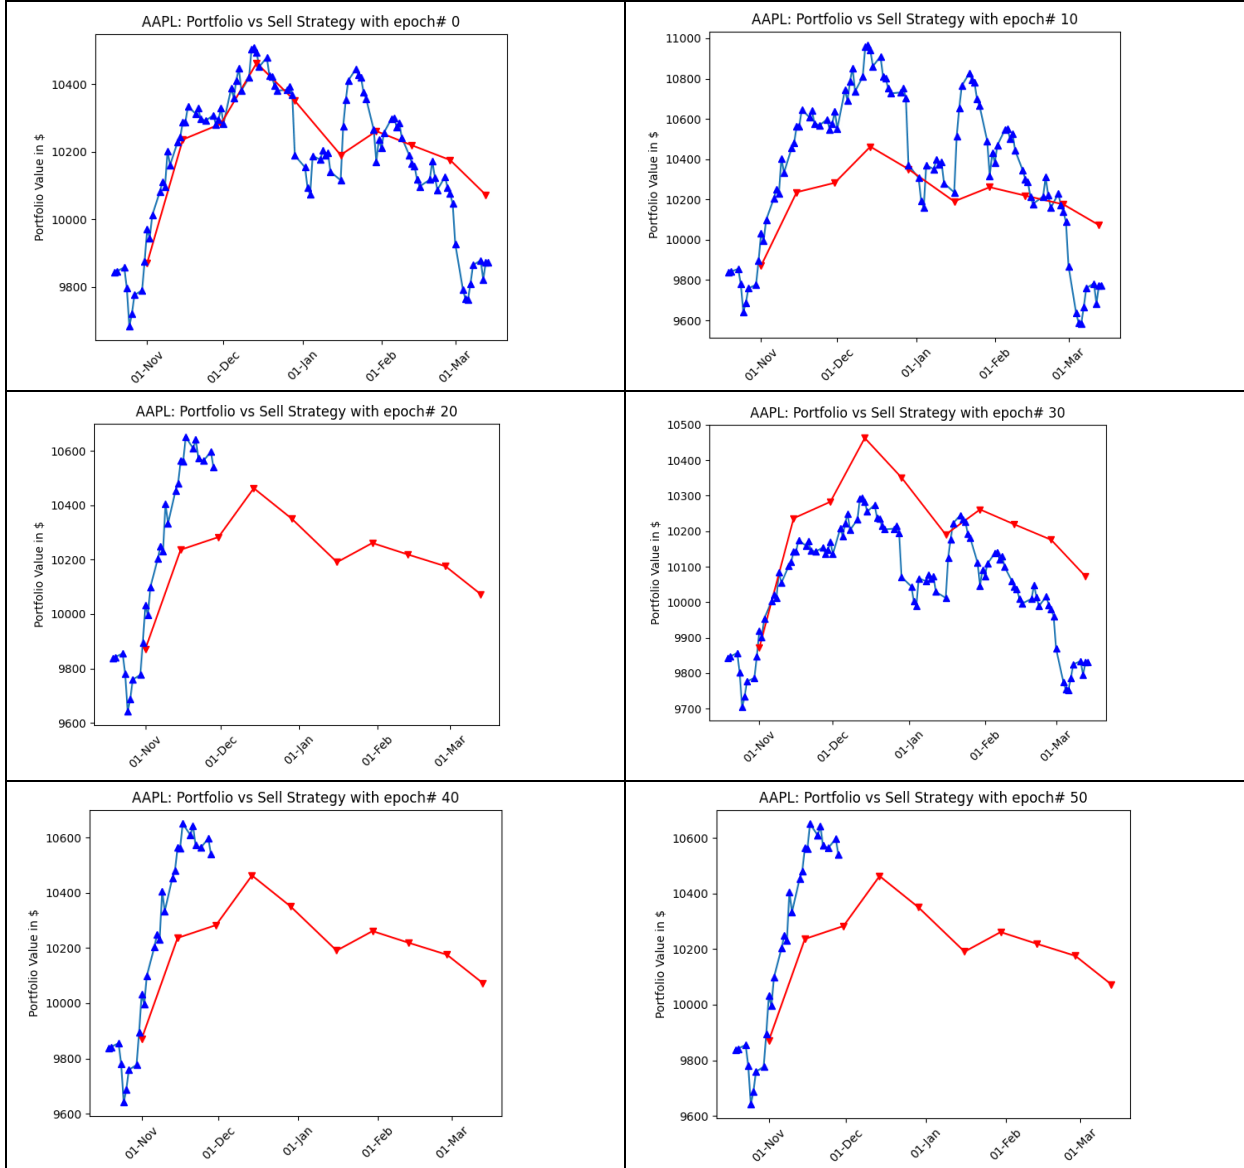 AAPL: Portfolio vs Sell Strategy with epoch# 0
Portfolio Value in $
10400
10200
10000
9800
01-Nov
01-Dec
01-Jan
01-Feb
01-Mar
AAPL: Portfolio vs Sell Strategy with epoch# 10
Portfolio Value in $
11000
10800
10600
10400
10200
10000
9800
9600
01-Nov
01-Dec
01-Jan
01-Feb
01-Mar
AAPL: Portfolio vs Sell Strategy with epoch# 20
Portfolio Value in $
10600
10400
10200
10000
9800
9600
01-Nov
01-Dec
01-Jan
01-Feb
01-Mar
AAPL: Portfolio vs Sell Strategy with epoch# 30
Portfolio Value in $
10500
10400
10300
10200
10100
10000
9900
9800
9700
01-Nov
01-Dec
01-Jan
01-Feb
01-Mar
AAPL: Portfolio vs Sell Strategy with epoch# 40
Portfolio Value in $
10600
10400
10200
10000
9800
9600
01-Nov
01-Dec
01-Jan
01-Feb
01-Mar
AAPL: Portfolio vs Sell Strategy with epoch# 50
Portfolio Value in $
10600
10400
10200
10000
9800
9600
01-Nov
01-Dec
01-Jan
01-Feb
01-Mar